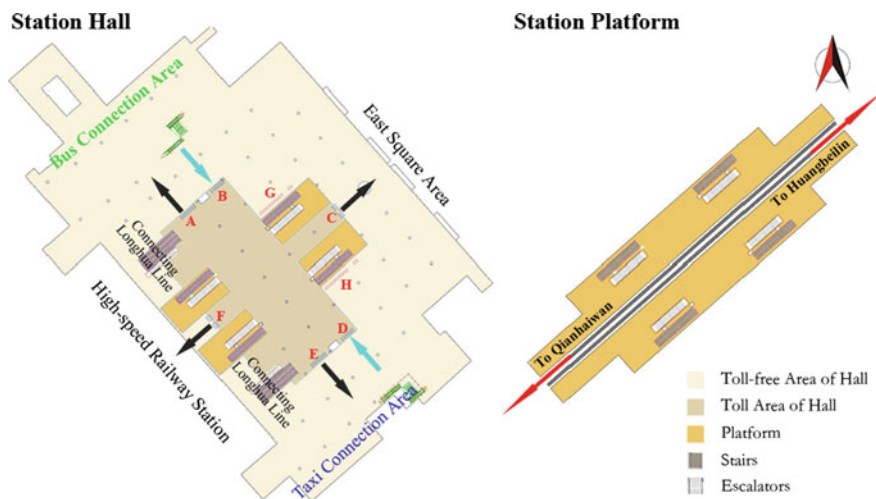 Station Hall
Station Platform
Bus Connection Area
East Square Area
G
B
C
A
Connecting
Longhua Line
H
F
D
E
High-speed Railway Station
Connecting
Longhua Line
Taxi Connection Area
To Huangbeilin
To Qianhaiwan
Toll-free Area of Hall
Toll Area of Hall
Platform
Stairs
Escalators